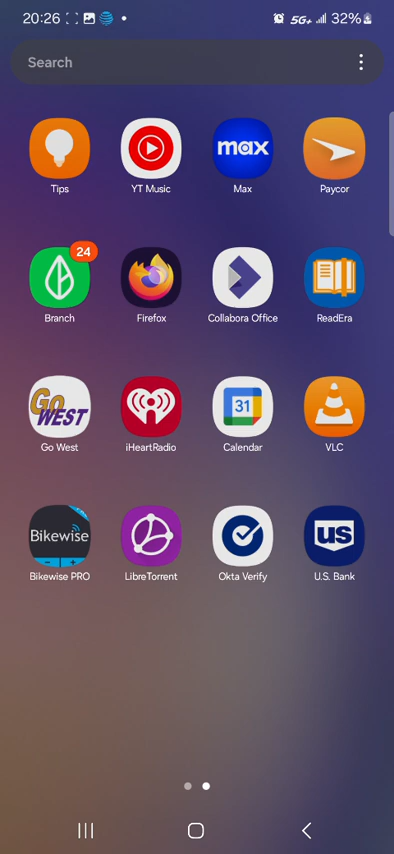 20:26 5G+ 32%
Search
max
Tips YT Music Max Paycor
24
Branch Firefox Collabora Office ReadEra
Go WEST 31
Go West iHeartRadio Calendar VLC
Bikewise us
Bikewise PRO LibreTorrent Okta Verify U.S. Bank